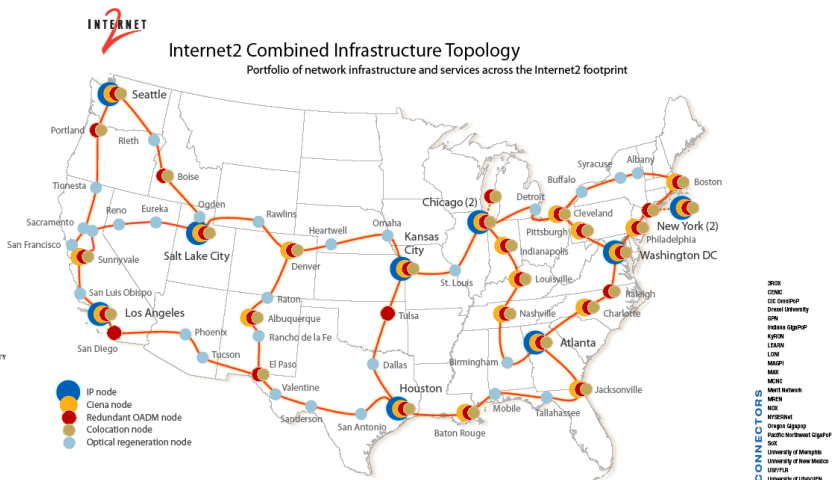 INTERNET
2
Internet2 Combined Infrastructure Topology
Portfolio of network infrastructure and services across the Internet2 footprint
Seattle
Portland
Rieth
Boise
Tionesta
Ogden
Reno
Eureka
Sacramento
San Francisco
Sunnyvale
Salt Lake City
Rawlins
Heartwell
Omaha
Denver
Kansas
City
Chicago (2)
Detroit
Buffalo
Syracuse
Albany
Boston
Cleveland
New York (2)
Pittsburgh
Philadelphia
Washington DC
Indianapolis
St. Louis
Louisville
Raleigh
San Luis Obispo
Los Angeles
San Diego
Phoenix
Tucson
Raton
Albuquerque
Rancho de la Fe
El Paso
Tulsa
Nashville
Charlotte
Atlanta
Birmingham
Dallas
Houston
Valentine
Sanderson
San Antonio
Baton Rouge
Mobile
Tallahassee
Jacksonville
IP node
Ciena node
Redundant OADM node
Colocation node
Optical regeneration node
TY
CONNECTORS
3ROX
CENIC
CIC OmniPoP
Drexel University
GPN
Indiana GigaPoP
KyRON
LEARN
LONI
MAGPI
MAX
MCNC
Merit Network
MREN
NOX
NYSERNet
Oregon Gigapop
Pacific Northwest GigaPoP
SoX
University of Memphis
University of New Mexico
USF/FLR
University of Utah/UEN